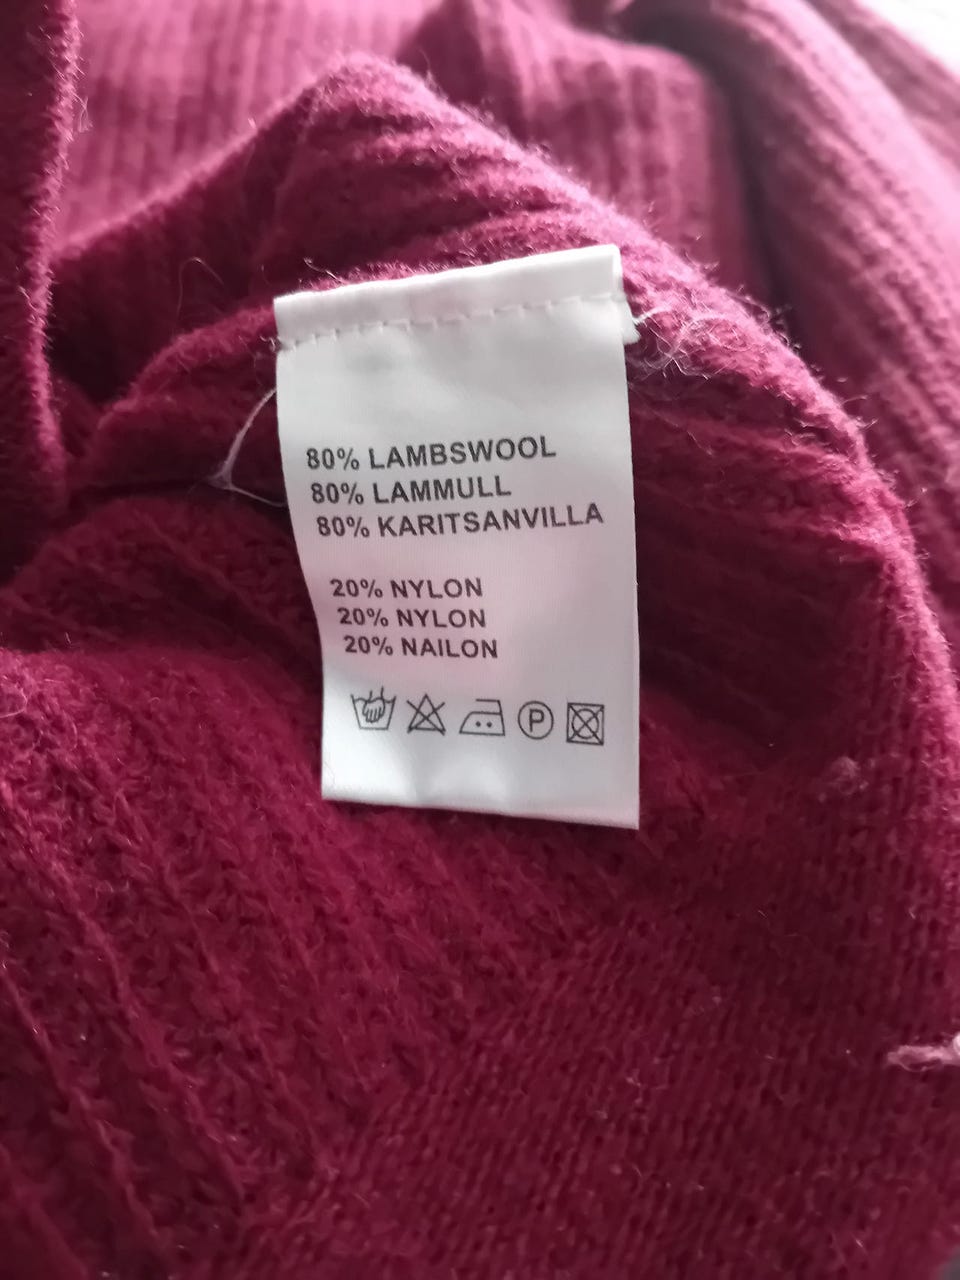 80% LAMBSWOOL
80% LAMMULL
80% KARITSANVILLA
20% NYLON
20% NYLON
20% NAILON
P